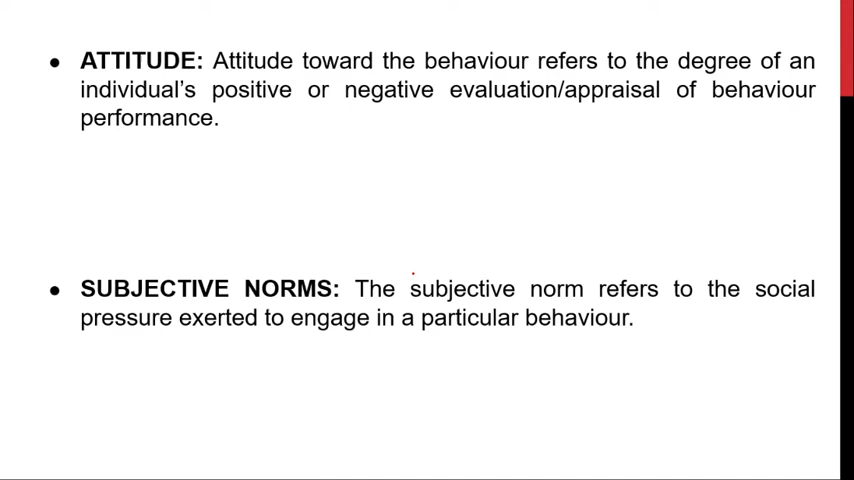 ● ATTITUDE: Attitude toward the behaviour refers to the degree of an
individual’s positive or negative evaluation/appraisal of behaviour
performance.
● SUBJECTIVE NORMS: The subjective norm refers to the social
pressure exerted to engage in a particular behaviour.